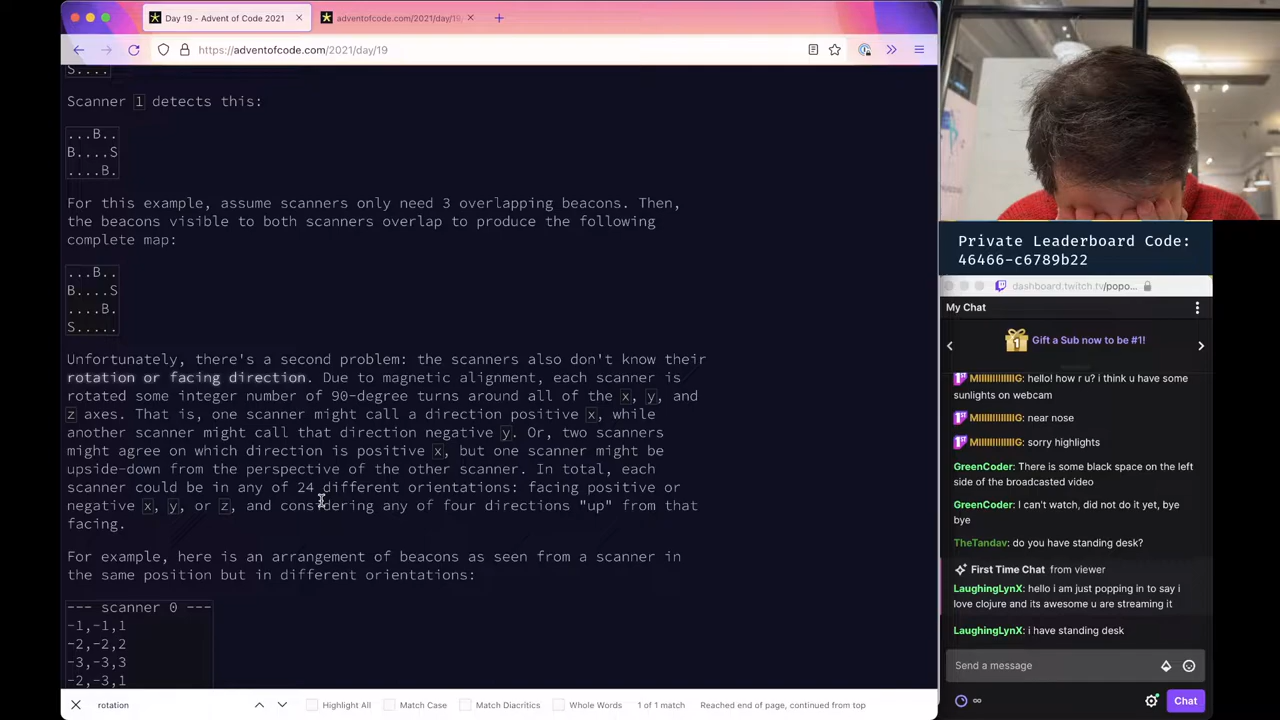 Day 19 - Advent of Code 2021
adventofcode.com/2021/day/19
https://adventofcode.com/2021/day/19
S....
Scanner 1 detects this:
...B..
B....S
....B.
For this example, assume scanners only need 3 overlapping beacons. Then,
the beacons visible to both scanners overlap to produce the following
complete map:
...B..
B....S
....B.
S.....
Unfortunately, there's a second problem: the scanners also don't know their
rotation or facing direction. Due to magnetic alignment, each scanner is
rotated some integer number of 90-degree turns around all of the x, y, and
z axes. That is, one scanner might call a direction positive x, while
another scanner might call that direction negative y. Or, two scanners
might agree on which direction is positive x, but one scanner might be
upside-down from the perspective of the other scanner. In total, each
scanner could be in any of 24 different orientations: facing positive or
negative x, y, or z, and considering any of four directions "up" from that
facing.
For example, here is an arrangement of beacons as seen from a scanner in
the same position but in different orientations:
--- scanner 0 ---
-1,-1,1
-2,-2,2
-3,-3,3
-2,-3,1
rotation
Highlight All
Match Case
Match Diacritics
Whole Words
1 of 1 match
Reached end of page, continued from top
Private Leaderboard Code:
46466-c6789b22
dashboard.twitch.tv/popo...
My Chat
1
Gift a Sub now to be #1!
hello! how r u? i think u have some
sunlights on webcam
near nose
sorry highlights
GreenCoder: There is some black space on the left
side of the broadcasted video
GreenCoder: I can't watch, did not do it yet, bye
bye
TheTandav: do you have standing desk?
First Time Chat from viewer
LaughingLynX: hello i am just popping in to say i
love clojure and its awesome u are streaming it
LaughingLynX: i have standing desk
Send a message
Chat